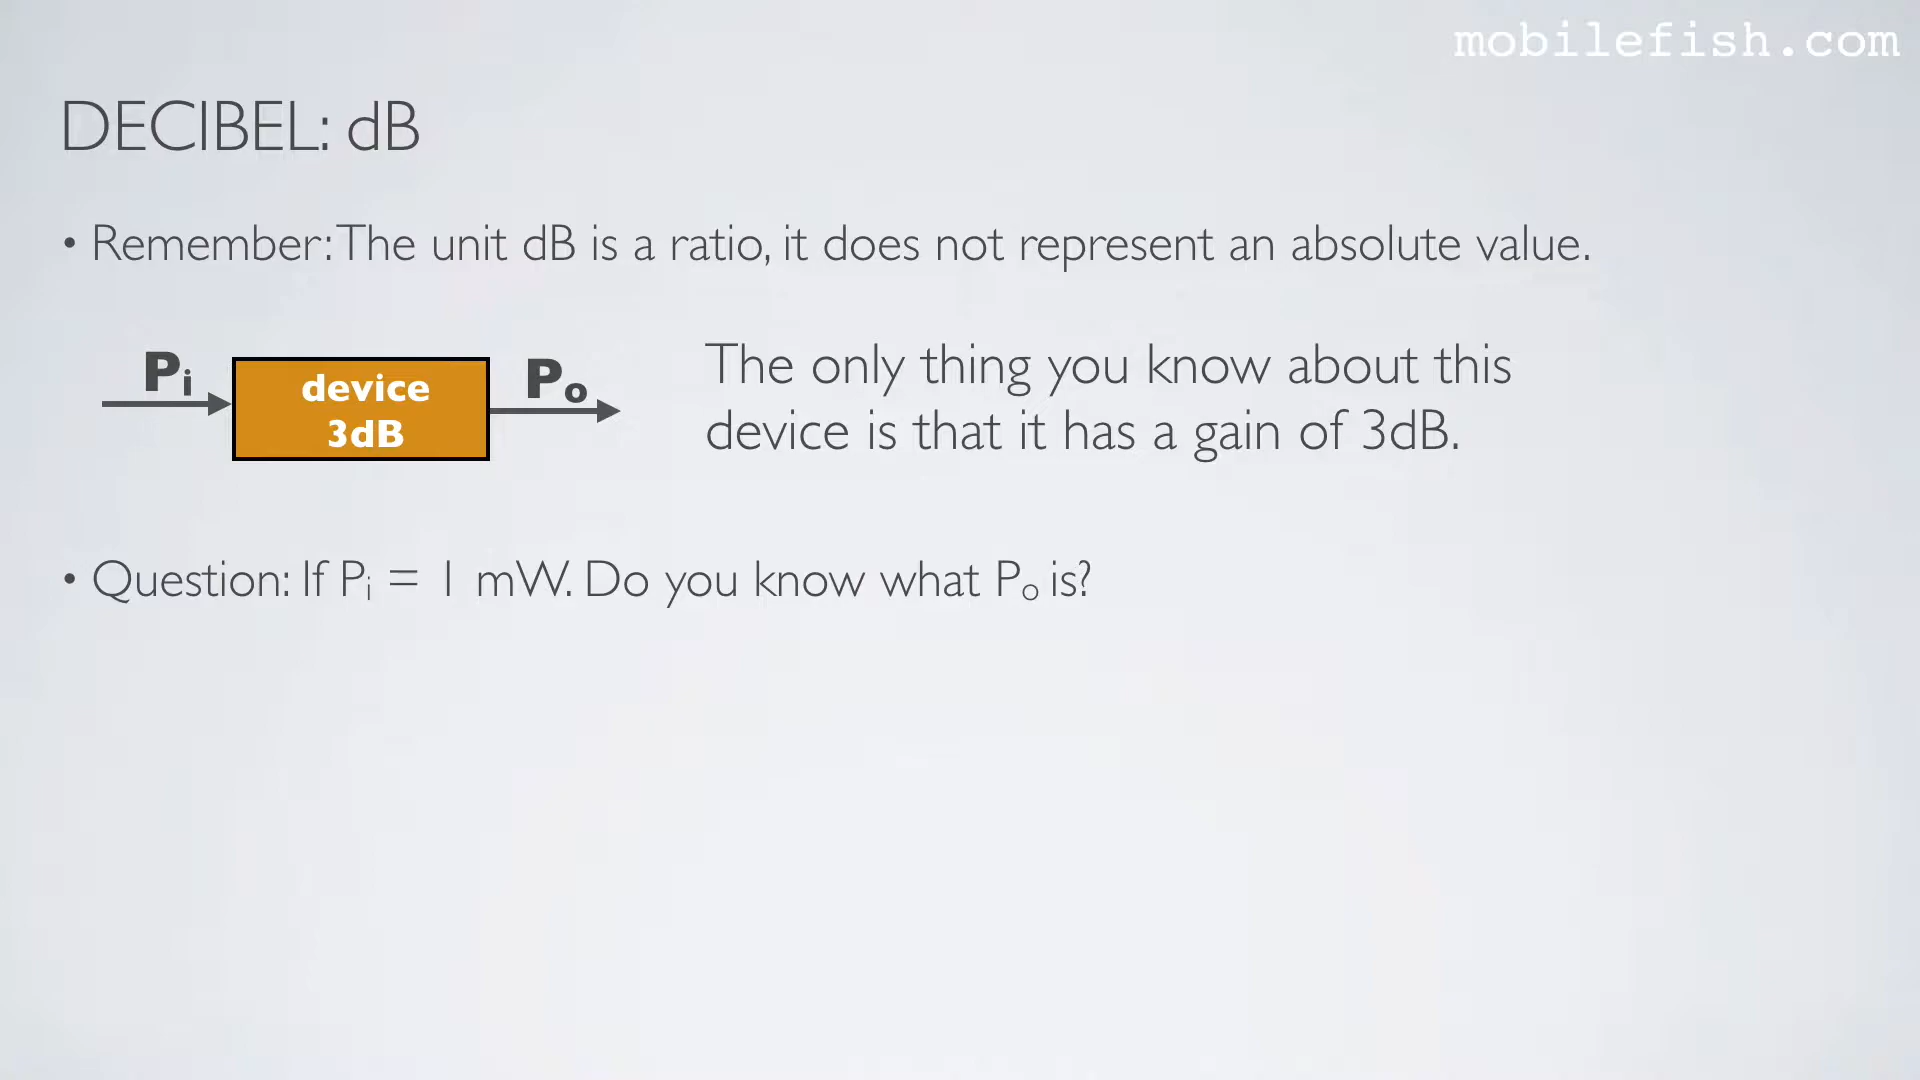 mobilefish.com
DECIBEL: dB
• Remember: The unit dB is a ratio, it does not represent an absolute value.
Pi
device
3dB
Po
The only thing you know about this
device is that it has a gain of 3dB.
• Question: If Pi = 1 mW. Do you know what Po is?